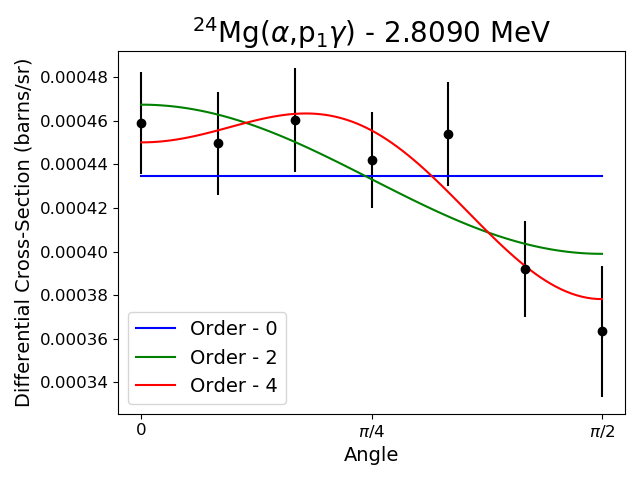 ²⁴Mg(α,p₁γ) - 2.8090 MeV
Differential Cross-Section (barns/sr)
0.00048
0.00046
0.00044
0.00042
0.00040
0.00038
0.00036
0.00034
Order - 0
Order - 2
Order - 4
0
π/4
π/2
Angle